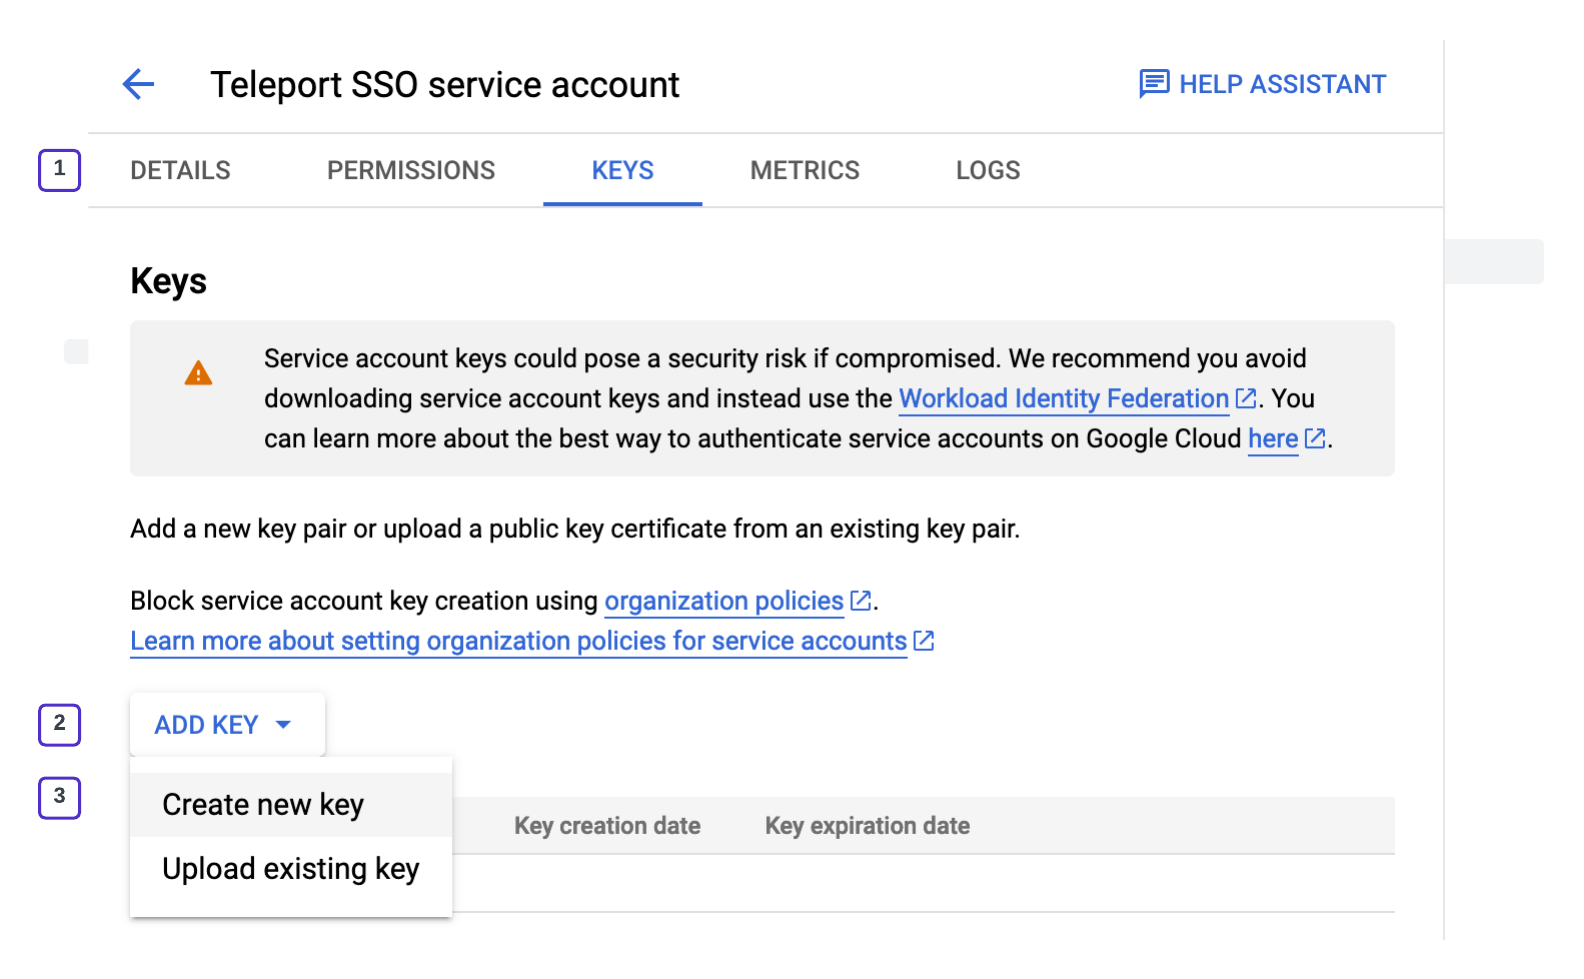 Teleport SSO service account
HELP ASSISTANT
1
DETAILS PERMISSIONS KEYS METRICS LOGS
Keys
Service account keys could pose a security risk if compromised. We recommend you avoid
downloading service account keys and instead use the Workload Identity Federation. You
can learn more about the best way to authenticate service accounts on Google Cloud here.
Add a new key pair or upload a public key certificate from an existing key pair.
Block service account key creation using organization policies.
Learn more about setting organization policies for service accounts
2
ADD KEY
3
Create new key
Key creation date Key expiration date
Upload existing key